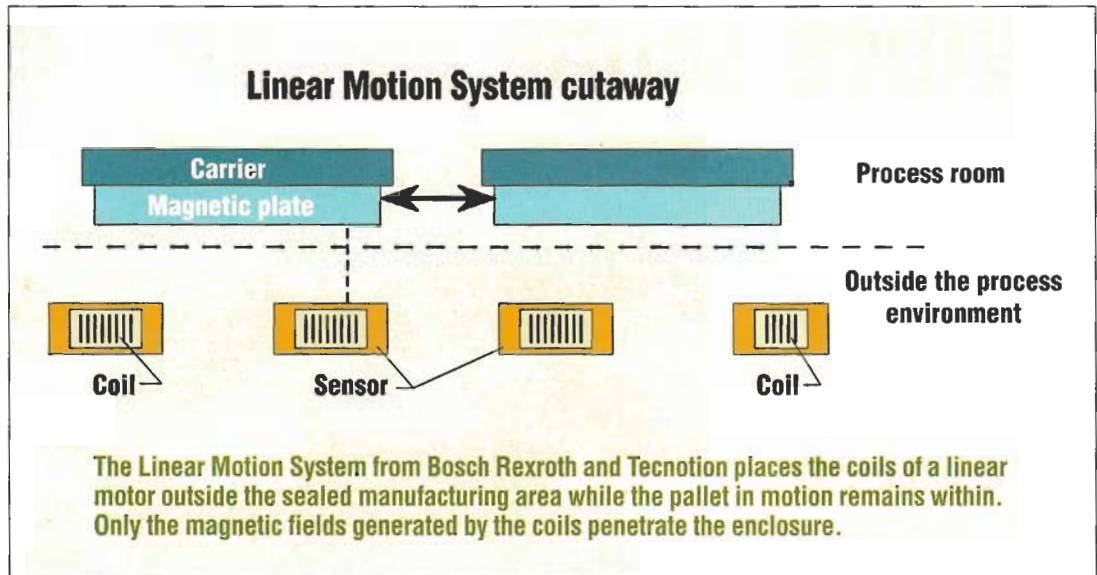 Linear Motion System cutaway
Carrier
Magnetic plate
Process room
Outside the process
environment
Coil
Sensor
Coil
The Linear Motion System from Bosch Rexroth and Tecnotion places the coils of a linear
motor outside the sealed manufacturing area while the pallet in motion remains within.
Only the magnetic fields generated by the coils penetrate the enclosure.